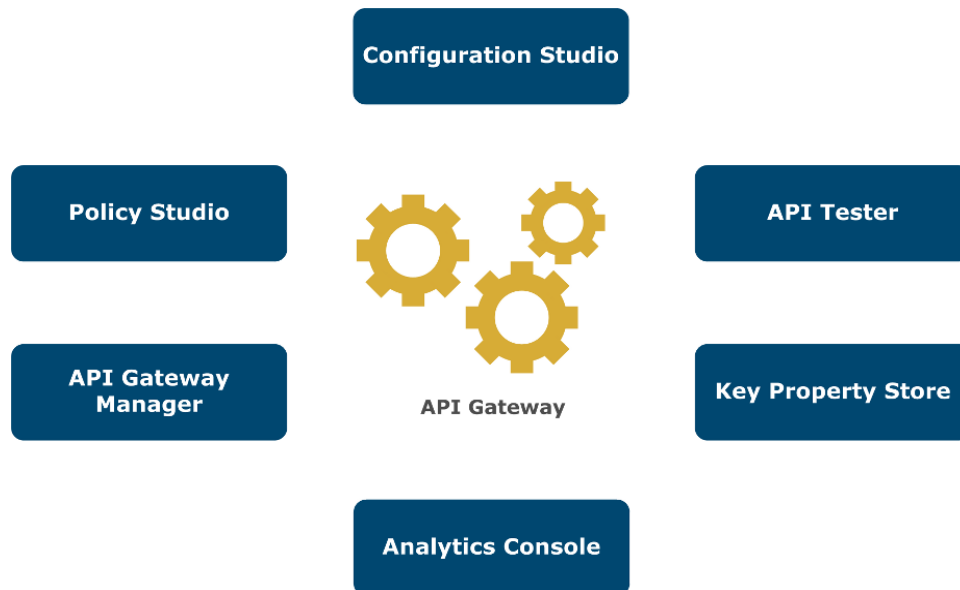 Configuration Studio
Policy Studio
API Tester
API Gateway
Manager
API Gateway
Key Property Store
Analytics Console